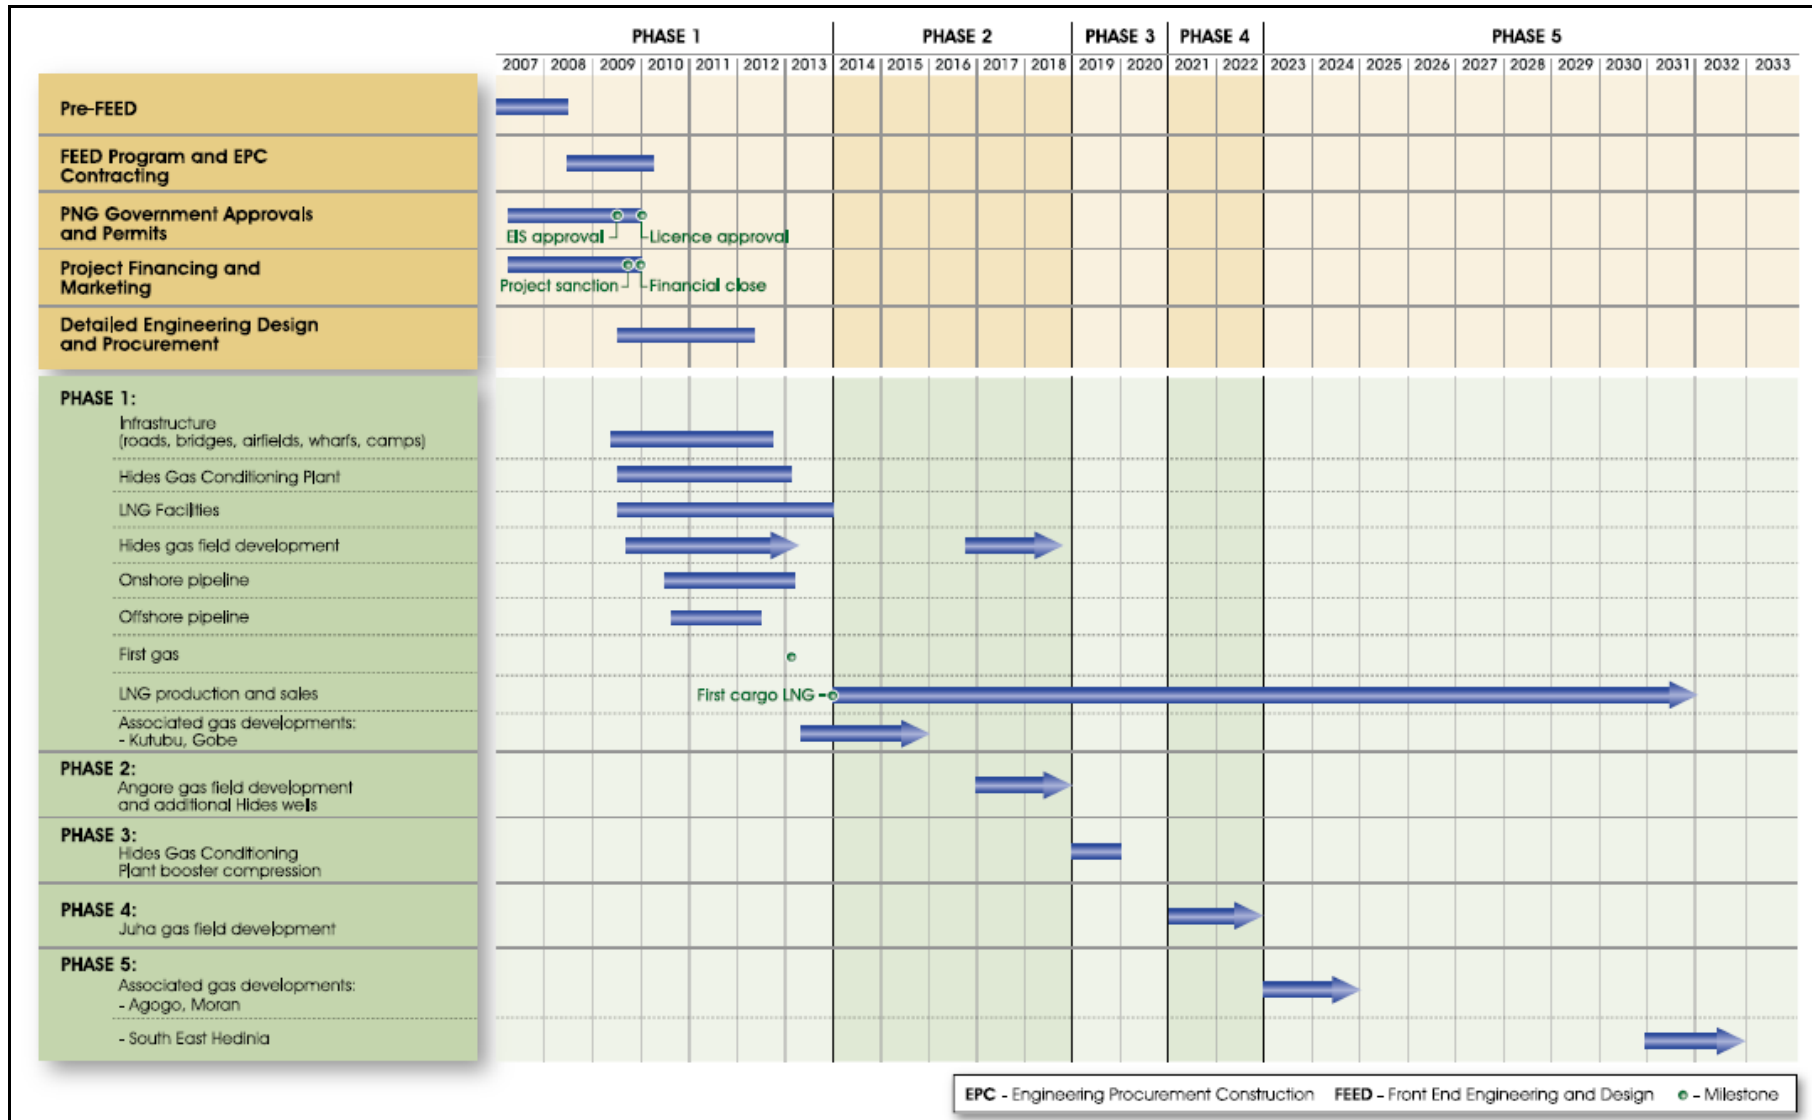 PHASE 1 PHASE 2 PHASE 3 PHASE 4 PHASE 5
2007 2008 2009 2010 2011 2012 2013 2014 2015 2016 2017 2018 2019 2020 2021 2022 2023 2024 2025 2026 2027 2028 2029 2030 2031 2032 2033
Pre-FEED
FEED Program and EPC
Contracting
PNG Government Approvals
and Permits
EIS approval Licence approval
Project Financing and
Marketing
Project sanction Financial close
Detailed Engineering Design
and Procurement
PHASE 1:
Infrastructure
(roads, bridges, airfields, wharfs, camps)
Hides Gas Conditioning Plant
LNG Facilities
Hides gas field development
Onshore pipeline
Offshore pipeline
First gas
LNG production and sales
First cargo LNG
Associated gas developments:
- Kutubu, Gobe
PHASE 2:
Angore gas field development
and additional Hides wells
PHASE 3:
Hides Gas Conditioning
Plant booster compression
PHASE 4:
Juha gas field development
PHASE 5:
Associated gas developments:
- Agogo, Moran
- South East Hedinia
EPC - Engineering Procurement Construction FEED - Front End Engineering and Design - Milestone